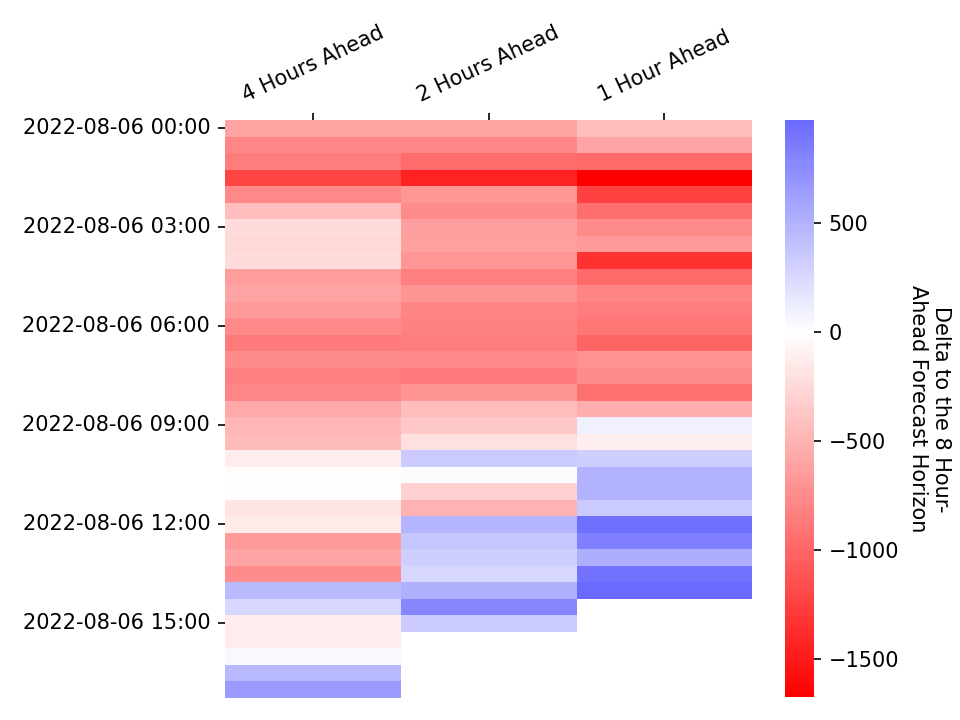 4 Hours Ahead
2 Hours Ahead
1 Hour Ahead
2022-08-06 00:00
2022-08-06 03:00
2022-08-06 06:00
2022-08-06 09:00
2022-08-06 12:00
2022-08-06 15:00
500
0
−500
−1000
−1500
Delta to the 8 Hour-
Ahead Forecast Horizon